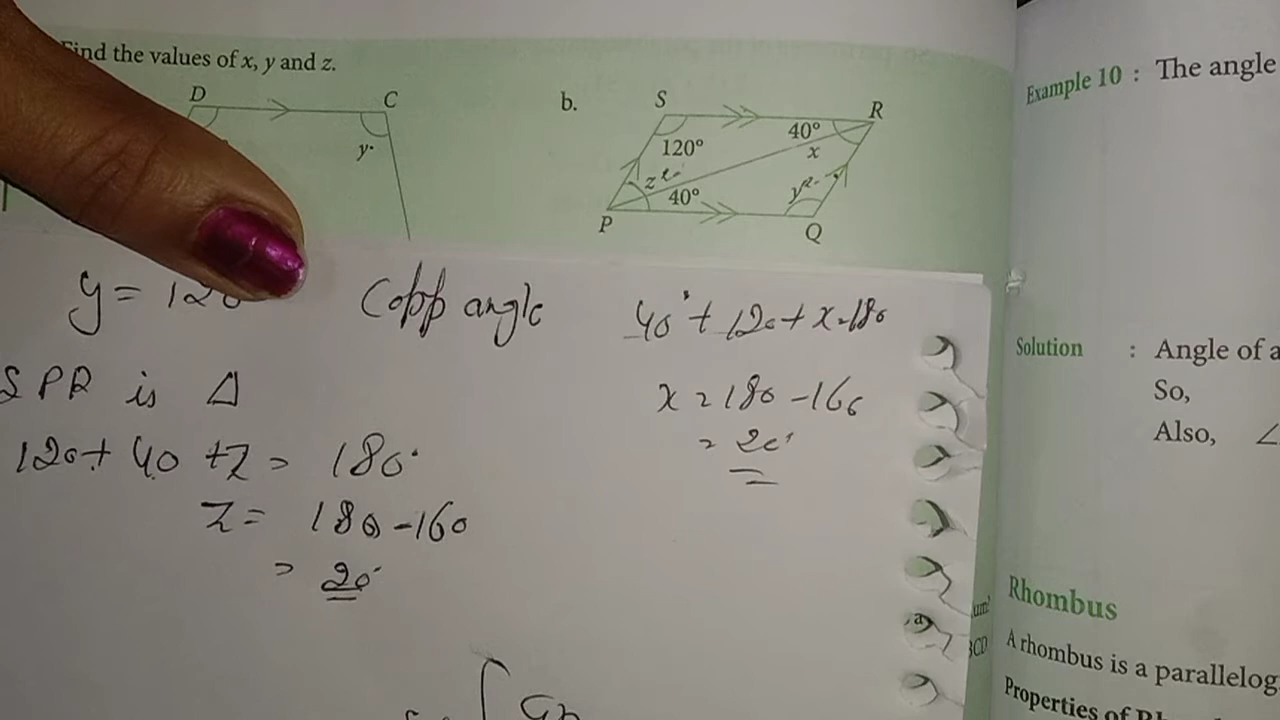 Find the values of x, y and z.
D
C
y°
b.
S
R
40°
120°
x
z
40°
y
P
Q
y = 120
(opp angle
SPR is Δ
120 + 40 + z = 180°
z = 180 - 160
= 20°
40° + 120 + x = 180
x = 180 - 160
= 20°
Example 10 : The angle
Solution : Angle of a
So,
Also, ∠
Rhombus
A rhombus is a parallelog
Properties of Rh